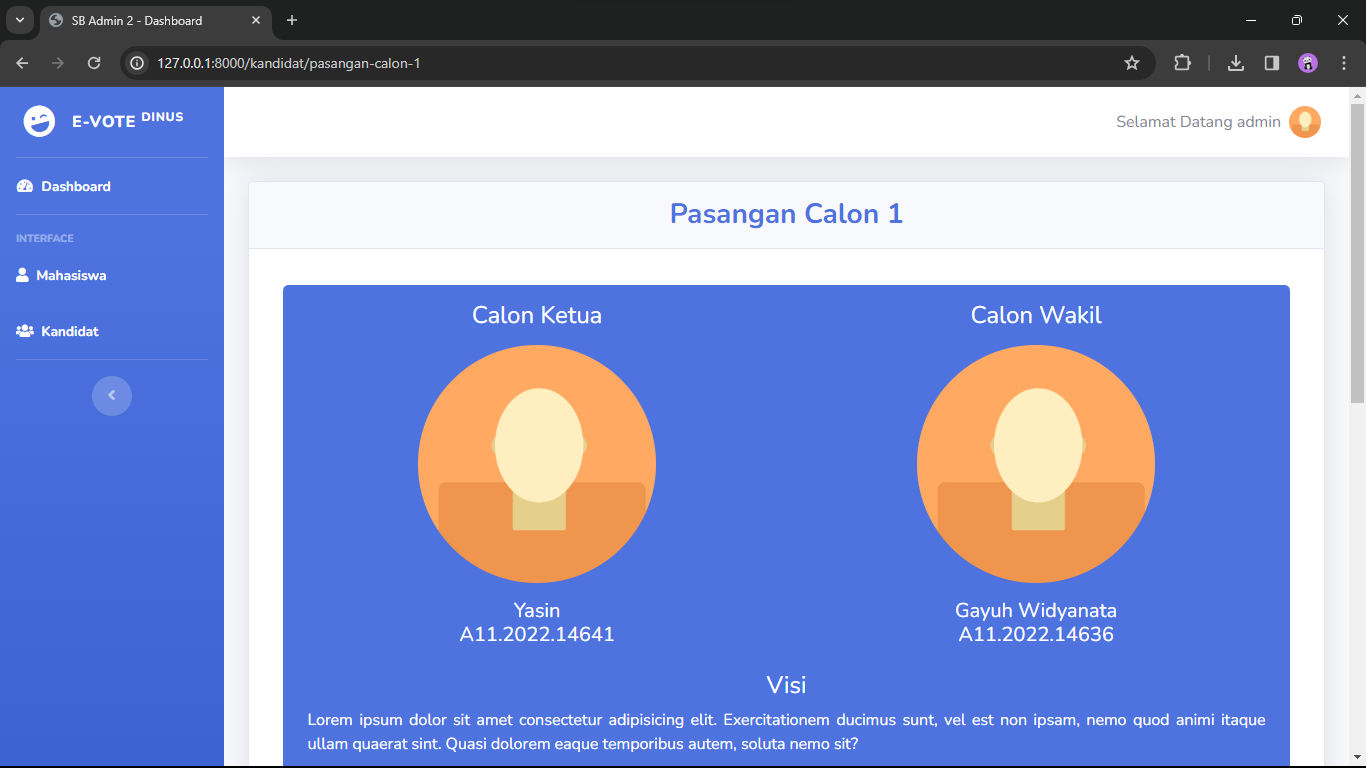 SB Admin 2 - Dashboard
127.0.0.1:8000/kandidat/pasangan-calon-1
E-VOTE DINUS
Selamat Datang admin
Dashboard
INTERFACE
Mahasiswa
Kandidat
Pasangan Calon 1
Calon Ketua
Calon Wakil
Yasin
A11.2022.14641
Gayuh Widyanata
A11.2022.14636
Visi
Lorem ipsum dolor sit amet consectetur adipisicing elit. Exercitationem ducimus sunt, vel est non ipsam, nemo quod animi itaque
ullam quaerat sint. Quasi dolorem eaque temporibus autem, soluta nemo sit?